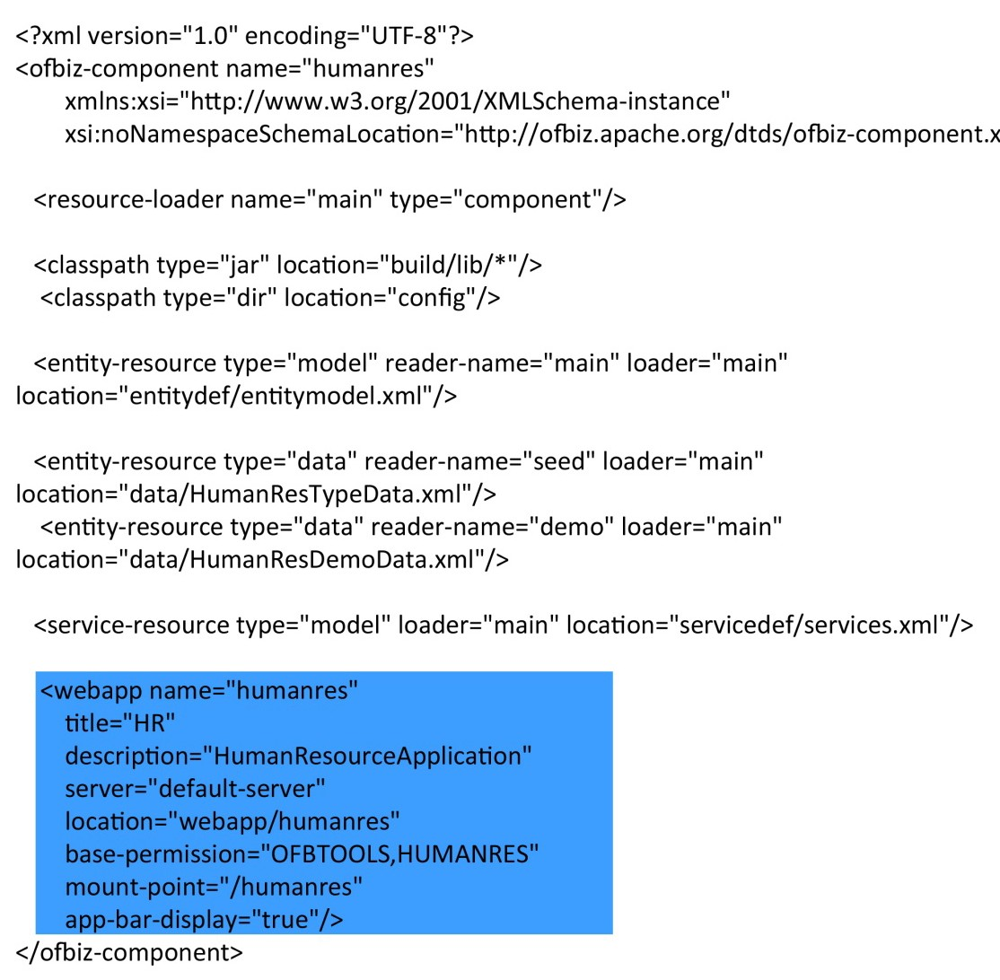 <?xml version="1.0" encoding="UTF-8"?>
<ofbiz-component name="humanres"
xmlns:xsi="http://www.w3.org/2001/XMLSchema-instance"
xsi:noNamespaceSchemaLocation="http://ofbiz.apache.org/dtds/ofbiz-component.x
<resource-loader name="main" type="component"/>
<classpath type="jar" location="build/lib/*"/>
<classpath type="dir" location="config"/>
<entity-resource type="model" reader-name="main" loader="main"
location="entitydef/entitymodel.xml"/>
<entity-resource type="data" reader-name="seed" loader="main"
location="data/HumanResTypeData.xml"/>
<entity-resource type="data" reader-name="demo" loader="main"
location="data/HumanResDemoData.xml"/>
<service-resource type="model" loader="main" location="servicedef/services.xml"/>
<webapp name="humanres"
title="HR"
description="HumanResourceApplication"
server="default-server"
location="webapp/humanres"
base-permission="OFBTOOLS,HUMANRES"
mount-point="/humanres"
app-bar-display="true"/>
</ofbiz-component>